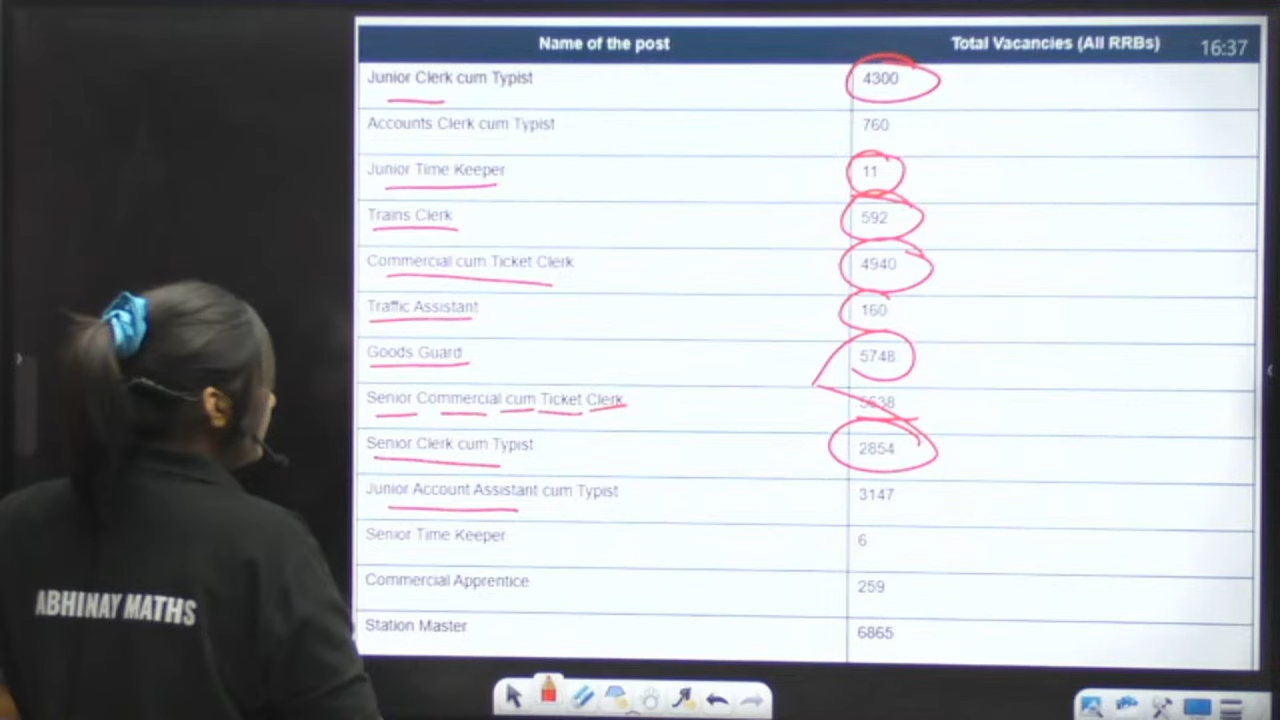 Name of the post Total Vacancies (All RRBs) 16:37
Junior Clerk cum Typist 4300
Accounts Clerk cum Typist 760
Junior Time Keeper 11
Trains Clerk 592
Commercial cum Ticket Clerk 4940
Traffic Assistant 160
Goods Guard 5748
Senior Commercial cum Ticket Clerk 5638
Senior Clerk cum Typist 2854
Junior Account Assistant cum Typist 3147
Senior Time Keeper 6
Commercial Apprentice 259
Station Master 6865
ABHINAY MATHS